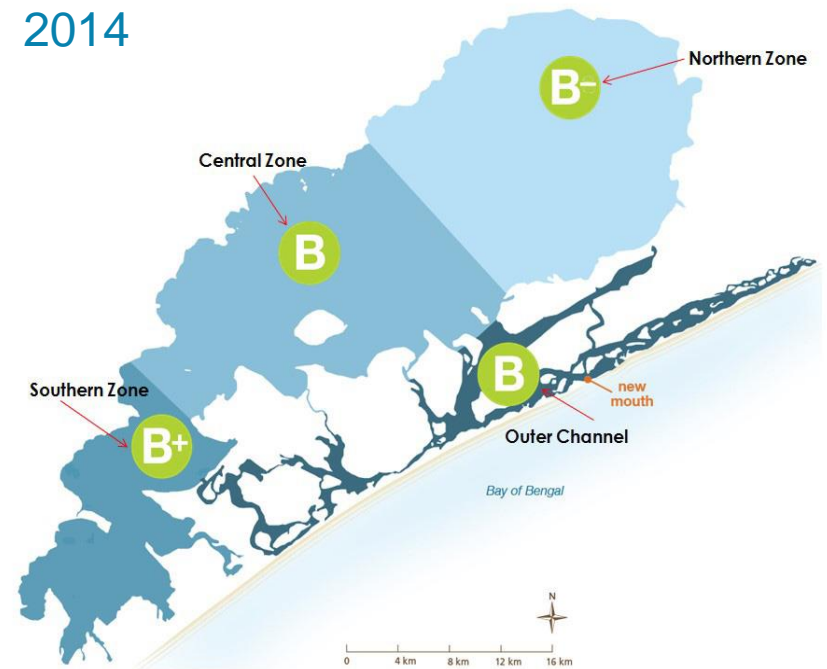 2014
Northern Zone
B-
Central Zone
B
Southern Zone
B+
B
new
mouth
Outer Channel
Bay of Bengal
N
0 4 km 8 km 12 km 16 km